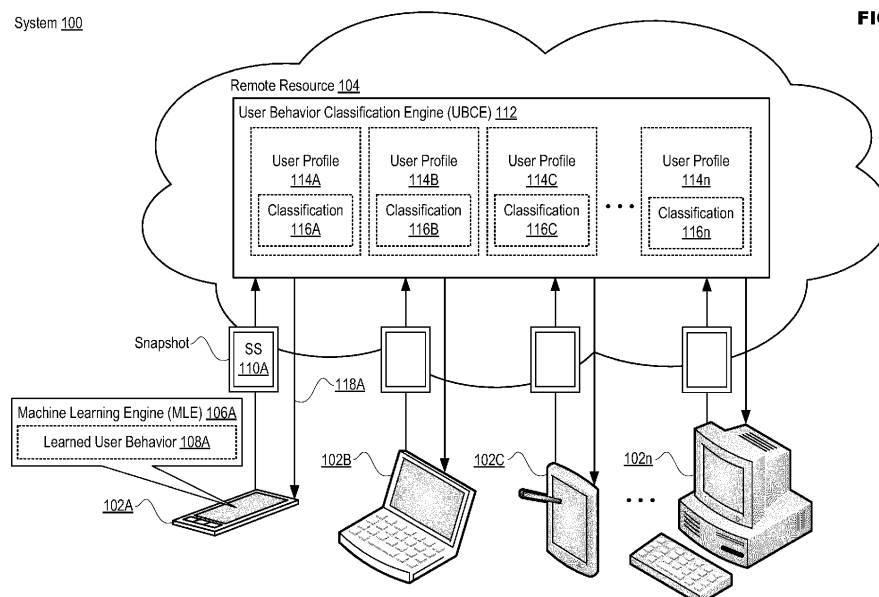 System 100
FIG
Remote Resource 104
User Behavior Classification Engine (UBCE) 112
User Profile
114A
User Profile
114B
User Profile
114C
User Profile
114n
Classification
116A
Classification
116B
Classification
116C
• • •
Classification
116n
Snapshot
SS
110A
118A
Machine Learning Engine (MLE) 106A
Learned User Behavior 108A
102A
102B
102C
102n
• • •